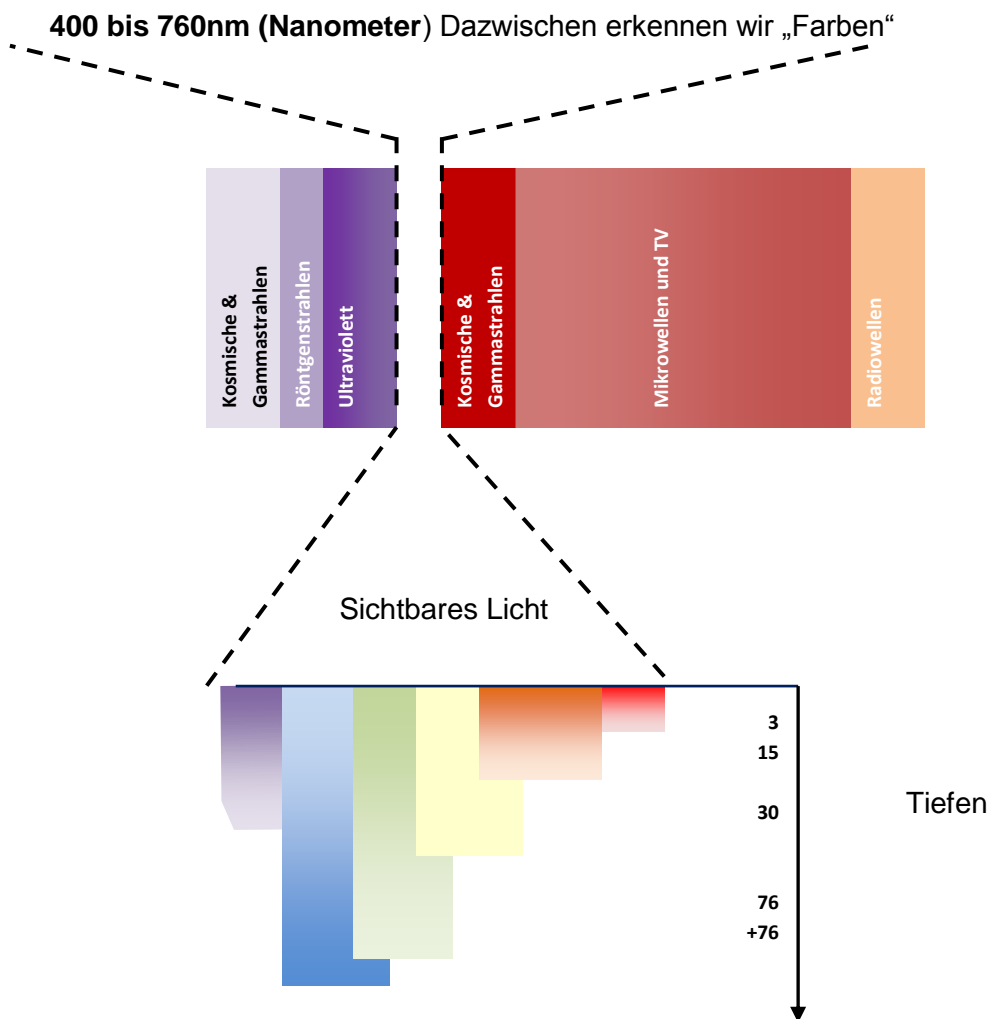 400 bis 760nm (Nanometer) Dazwischen erkennen wir „Farben“
Kosmische &
Gammastrahlen
Röntgenstrahlen
Ultraviolett
Kosmische &
Gammastrahlen
Mikrowellen und TV
Radiowellen
Sichtbares Licht
3
15
30
76
+76
Tiefen